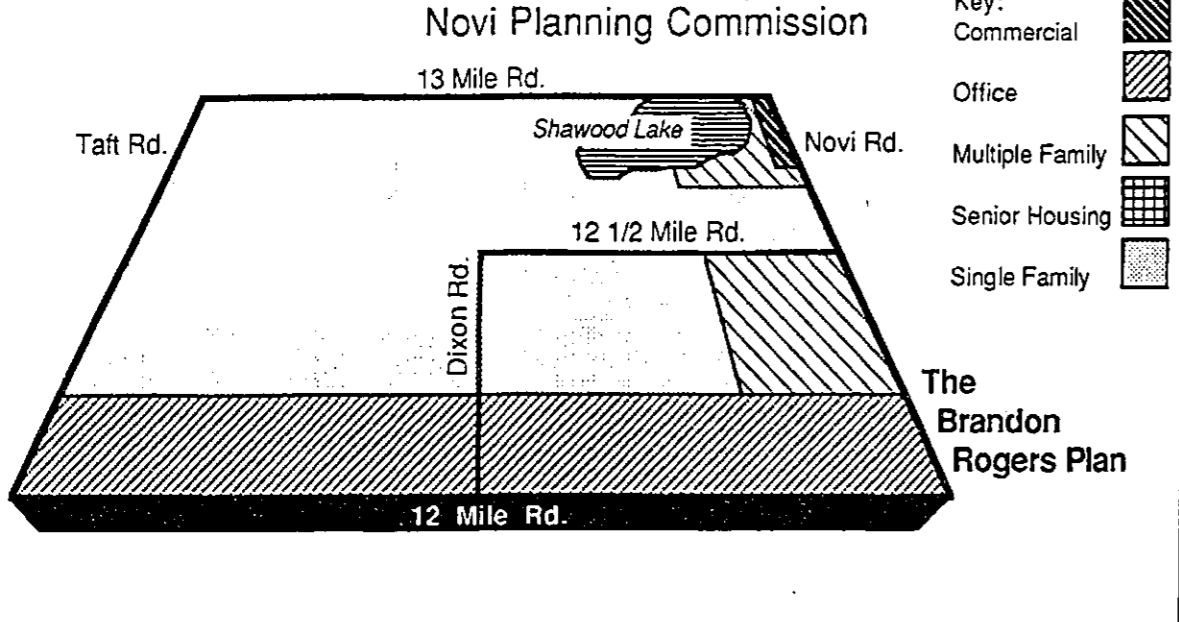 Novi Planning Commission
Key:
Commercial
Office
Multiple Family
Senior Housing
Single Family
13 Mile Rd.
Taft Rd.
Shawood Lake
Novi Rd.
12 1/2 Mile Rd.
Dixon Rd.
The
Brandon
Rogers Plan
12 Mile Rd.